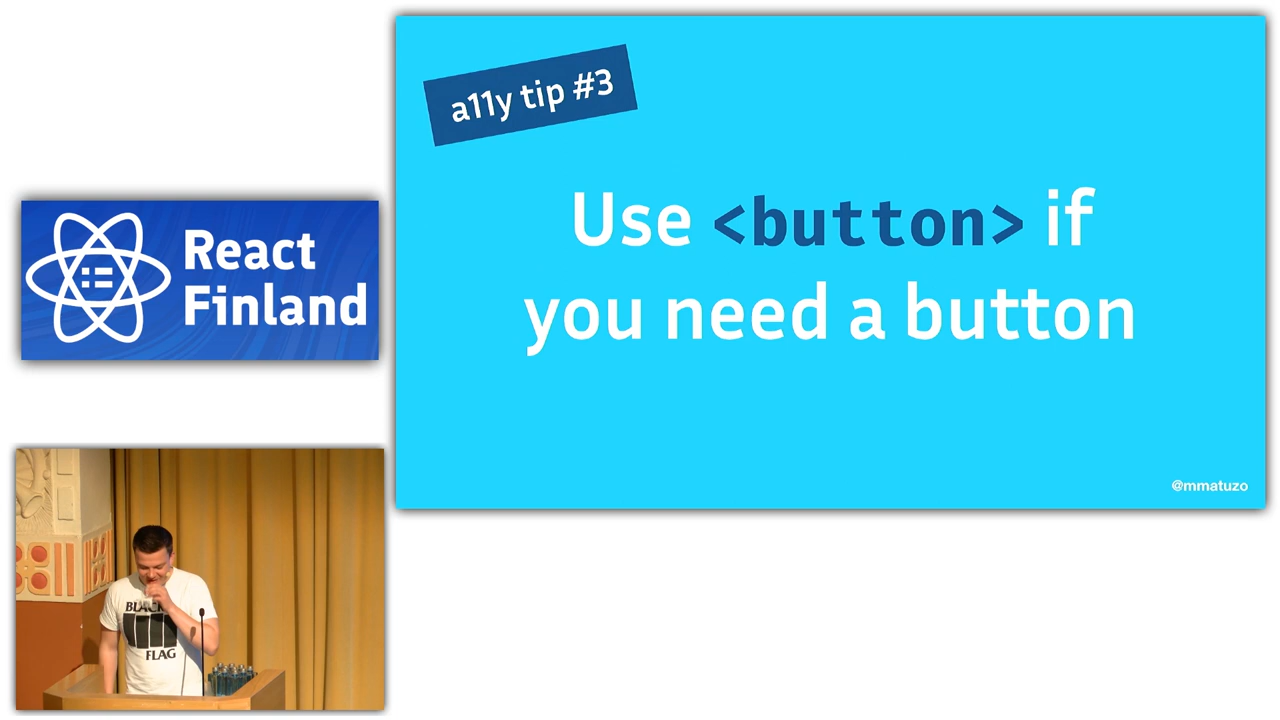 a11y tip #3
Use <button> if
you need a button
@mmatuzo
React
Finland
BLACK
FLAG